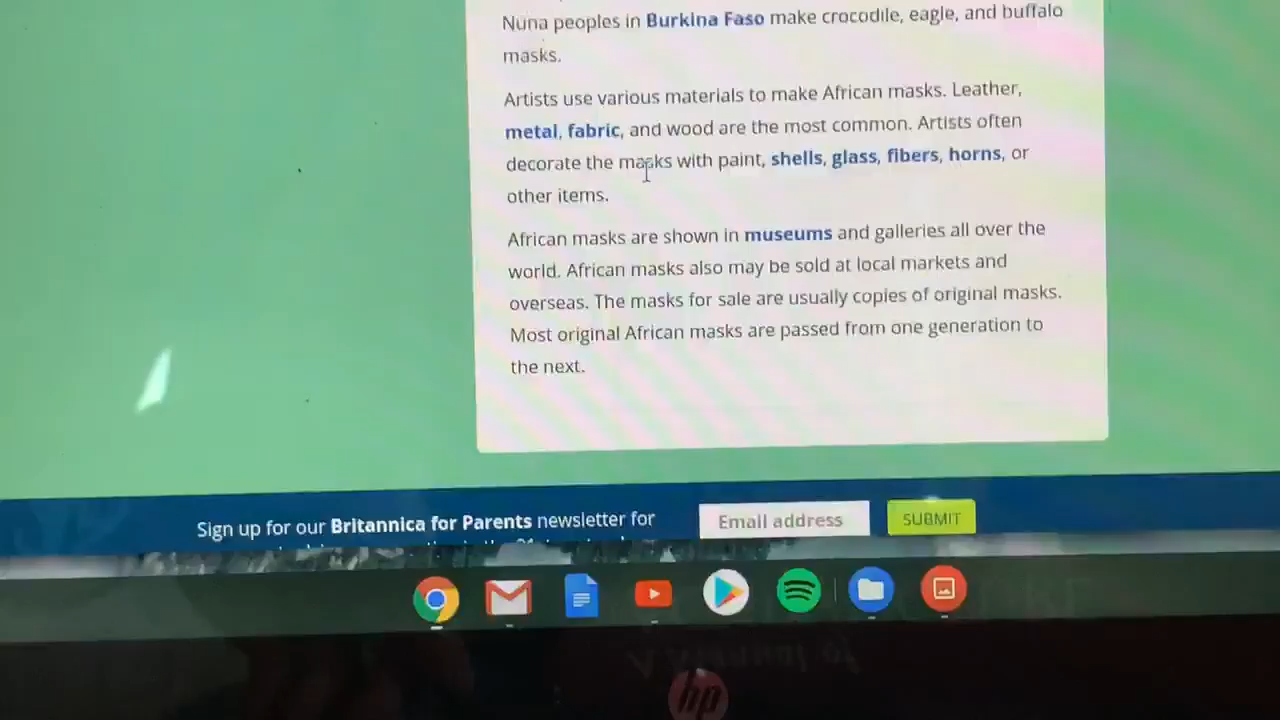 Nuna peoples in Burkina Faso make crocodile, eagle, and buffalo
masks.
Artists use various materials to make African masks. Leather,
metal, fabric, and wood are the most common. Artists often
decorate the masks with paint, shells, glass, fibers, horns, or
other items.
African masks are shown in museums and galleries all over the
world. African masks also may be sold at local markets and
overseas. The masks for sale are usually copies of original masks.
Most original African masks are passed from one generation to
the next.
Sign up for our Britannica for Parents newsletter for
Email address
SUBMIT
hp